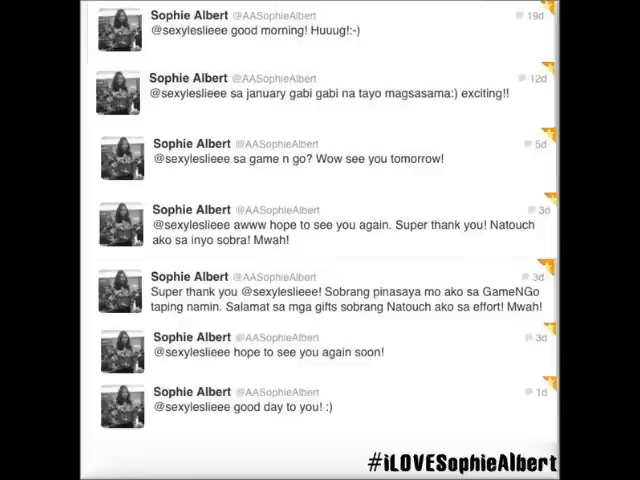 Sophie Albert @AASophieAlbert 19d
@sexyleslieee good morning! Huuug!:-)
Sophie Albert @AASophieAlbert 12d
@sexyleslieee sa january gabi gabi na tayo magsasama:) exciting!!
Sophie Albert @AASophieAlbert 5d
@sexyleslieee sa game n go? Wow see you tomorrow!
Sophie Albert @AASophieAlbert 3d
@sexyleslieee awww hope to see you again. Super thank you! Natouch
ako sa inyo sobra! Mwah!
Sophie Albert @AASophieAlbert 3d
Super thank you @sexyleslieee! Sobrang pinasaya mo ako sa GameNGo
taping namin. Salamat sa mga gifts sobrang Natouch ako sa effort! Mwah!
Sophie Albert @AASophieAlbert 3d
@sexyleslieee hope to see you again soon!
Sophie Albert @AASophieAlbert 1d
@sexyleslieee good day to you! :)
#iLOVESophieAlbert